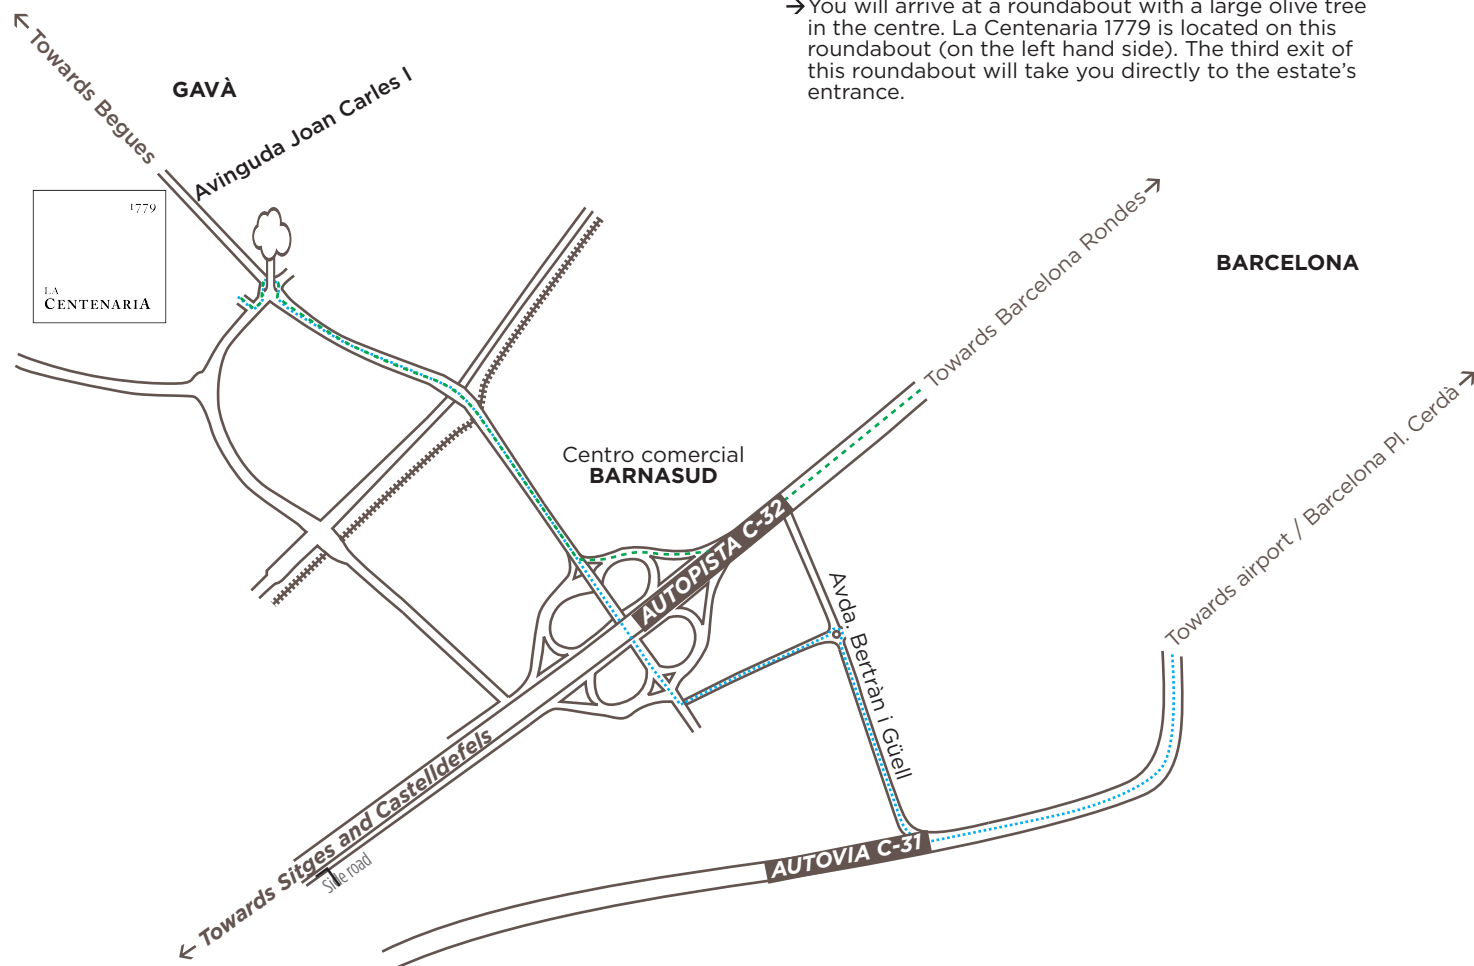 → You will arrive at a roundabout with a large olive tree
in the centre. La Centenaria 1779 is located on this
roundabout (on the left hand side). The third exit of
this roundabout will take you directly to the estate's
entrance.
← Towards Begues
GAVÀ
Avinguda Joan Carles I
1779
LA
CENTENARIA
Towards Barcelona Rondes →
BARCELONA
Centro comercial
BARNASUD
AUTOPISTA C-32
Towards airport / Barcelona Pl. Cerdà →
Avda. Bertràn i Güell
← Towards Sitges and Castelldefels
Side road
AUTOVIA C-31